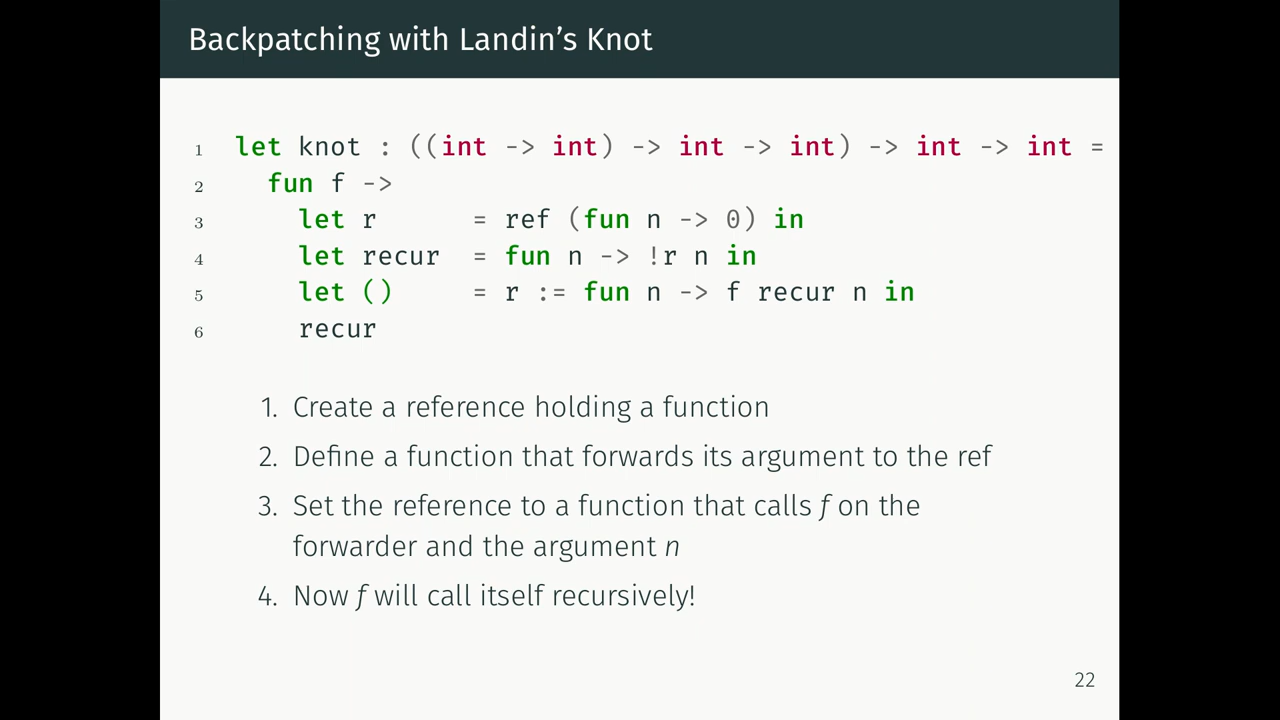 Backpatching with Landin's Knot
1 let knot : ((int -> int) -> int -> int) -> int -> int =
2 fun f ->
3 let r = ref (fun n -> 0) in
4 let recur = fun n -> !r n in
5 let () = r := fun n -> f recur n in
6 recur
1. Create a reference holding a function
2. Define a function that forwards its argument to the ref
3. Set the reference to a function that calls f on the
forwarder and the argument n
4. Now f will call itself recursively!
22